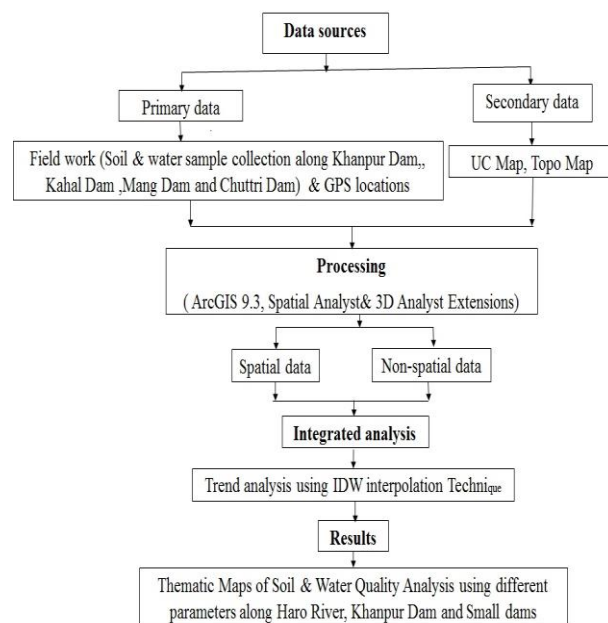 Data sources
Primary data
Secondary data
Field work (Soil & water sample collection along Khanpur Dam,,
Kahal Dam ,Mang Dam and Chuttri Dam) & GPS locations
UC Map, Topo Map
Processing
( ArcGIS 9.3, Spatial Analyst& 3D Analyst Extensions)
Spatial data
Non-spatial data
Integrated analysis
Trend analysis using IDW interpolation Technique
Results
Thematic Maps of Soil & Water Quality Analysis using different
parameters along Haro River, Khanpur Dam and Small dams